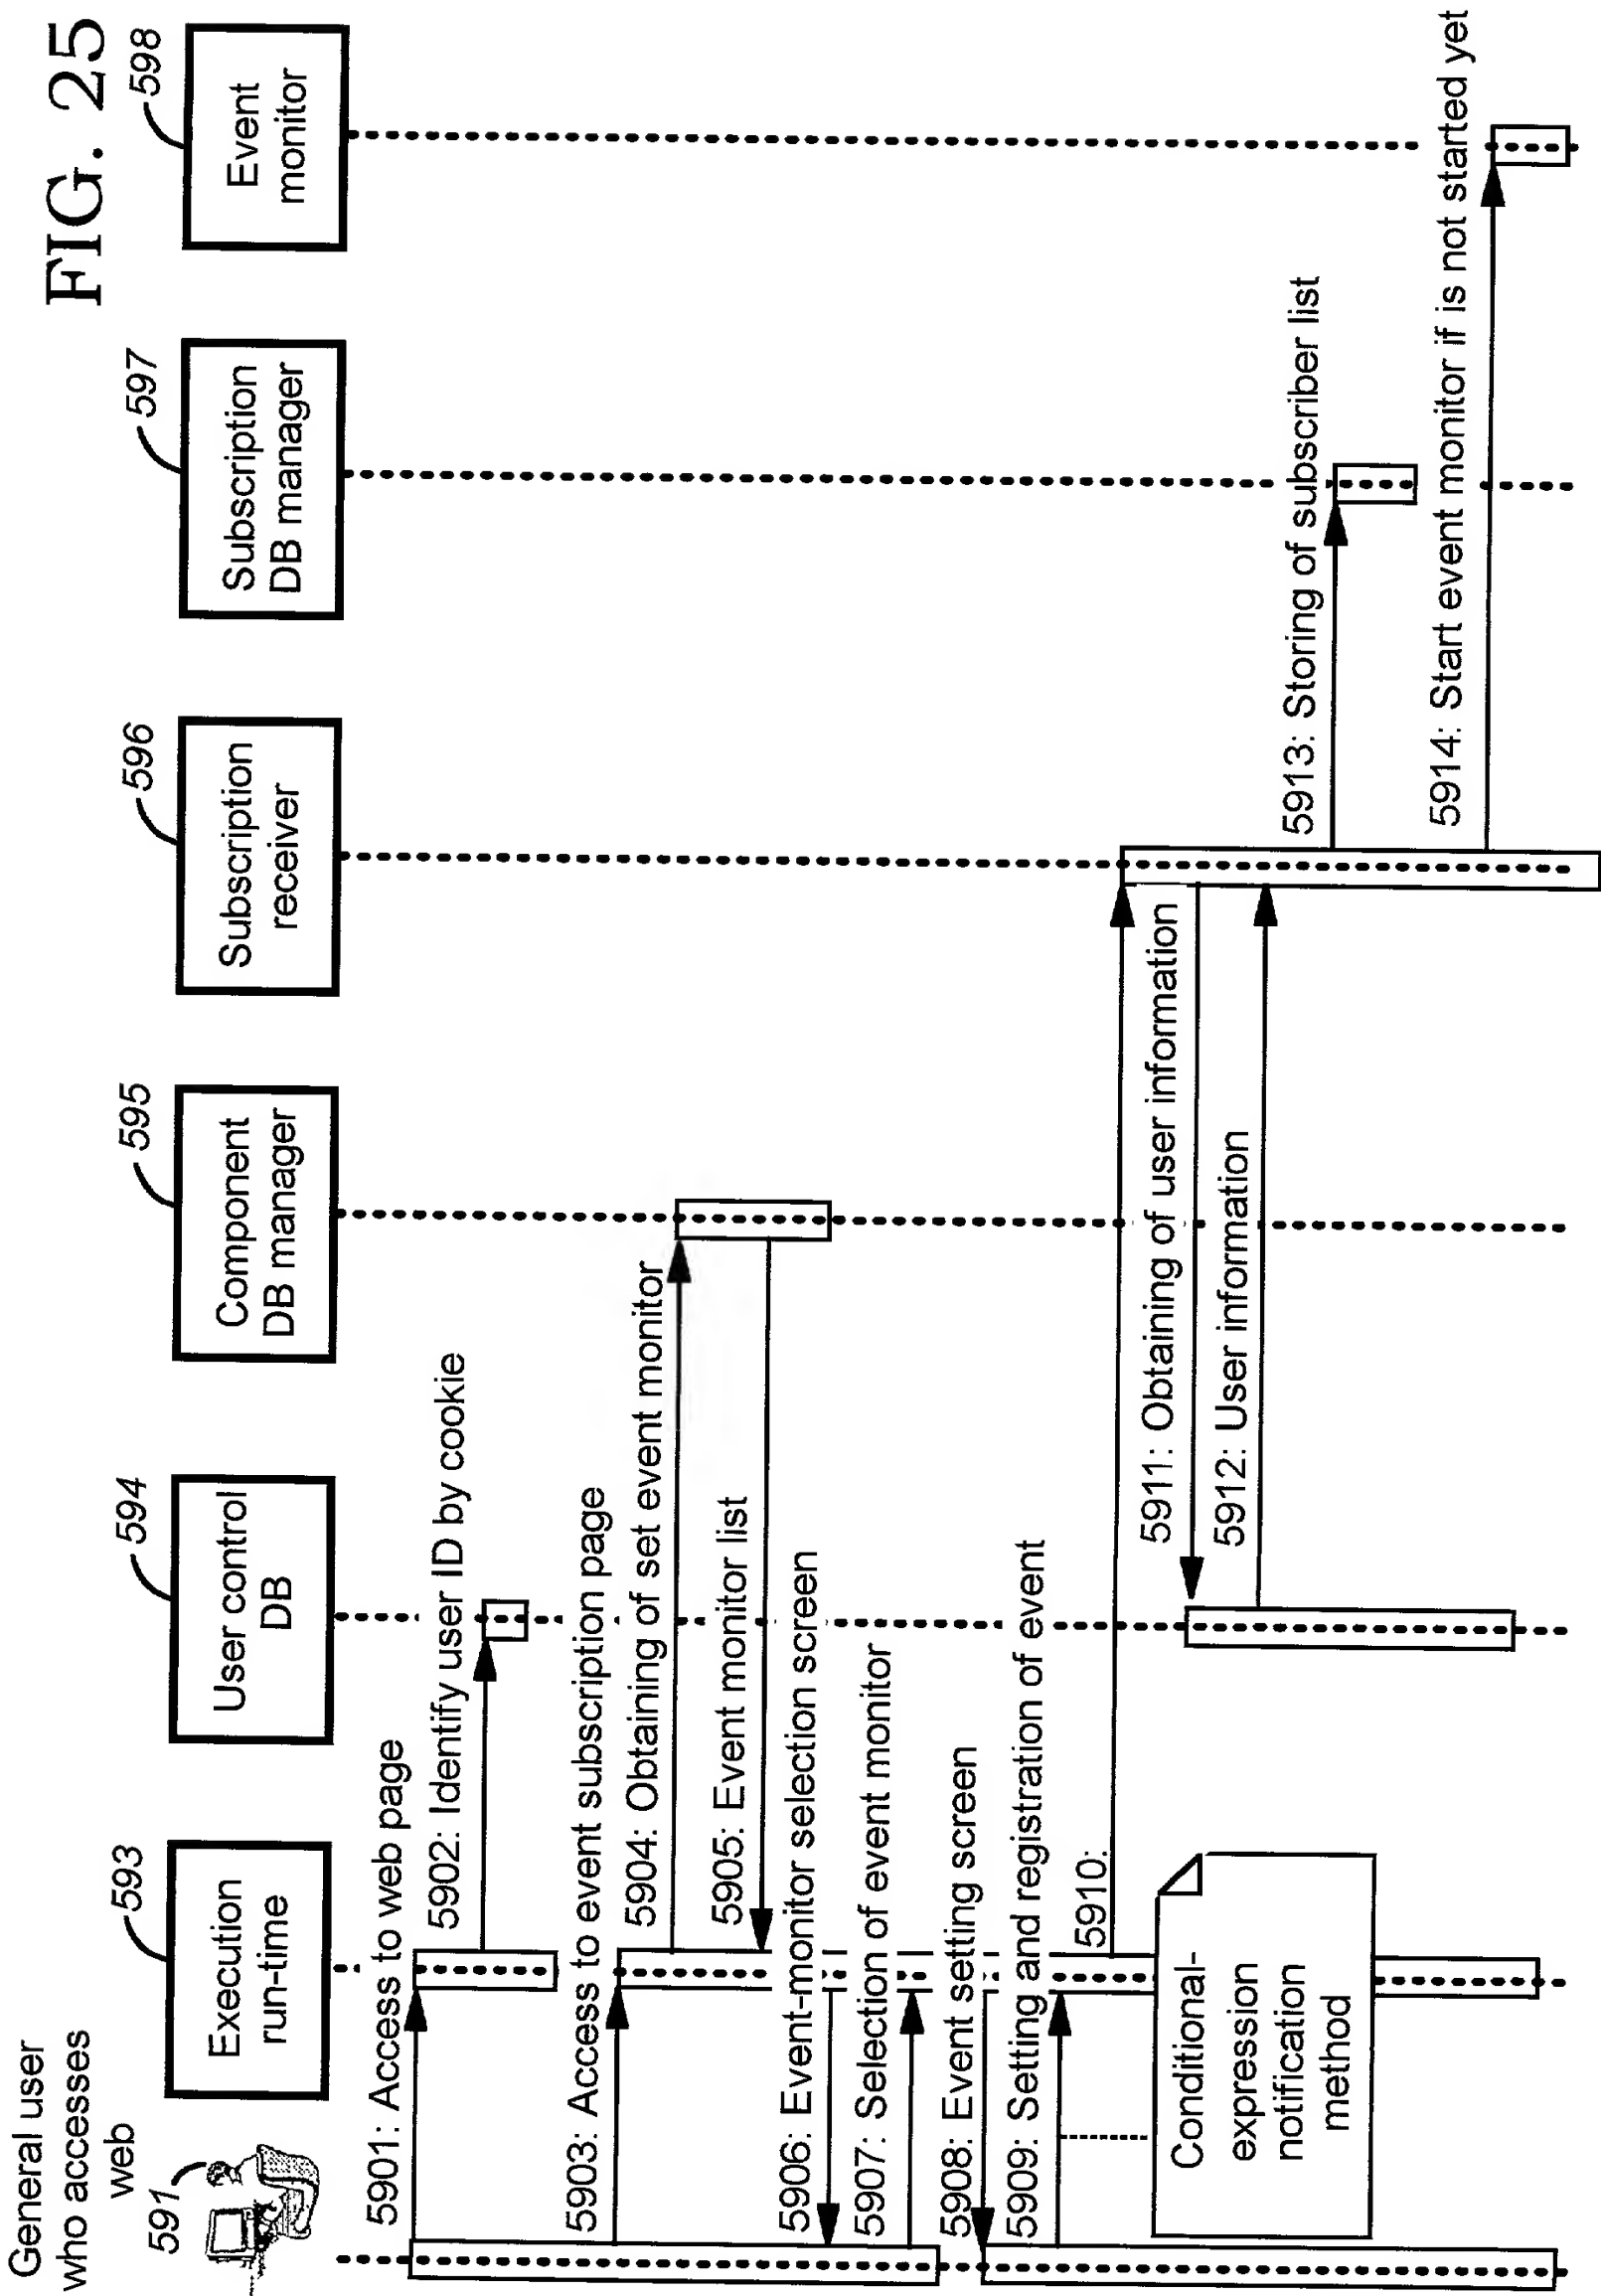 FIG. 25
General user
who accesses
web
591
593
Execution
run-time
594
User control
DB
595
Component
DB manager
596
Subscription
receiver
597
Subscription
DB manager
598
Event
monitor
5901: Access to web page
5902: Identify user ID by cookie
5903: Access to event subscription page
5904: Obtaining of set event monitor
5905: Event monitor list
5906: Event-monitor selection screen
5907: Selection of event monitor
5908: Event setting screen
5909: Setting and registration of event
5910:
Conditional-
expression
notification
method
5911: Obtaining of user information
5912: User information
5913: Storing of subscriber list
5914: Start event monitor if is not started yet